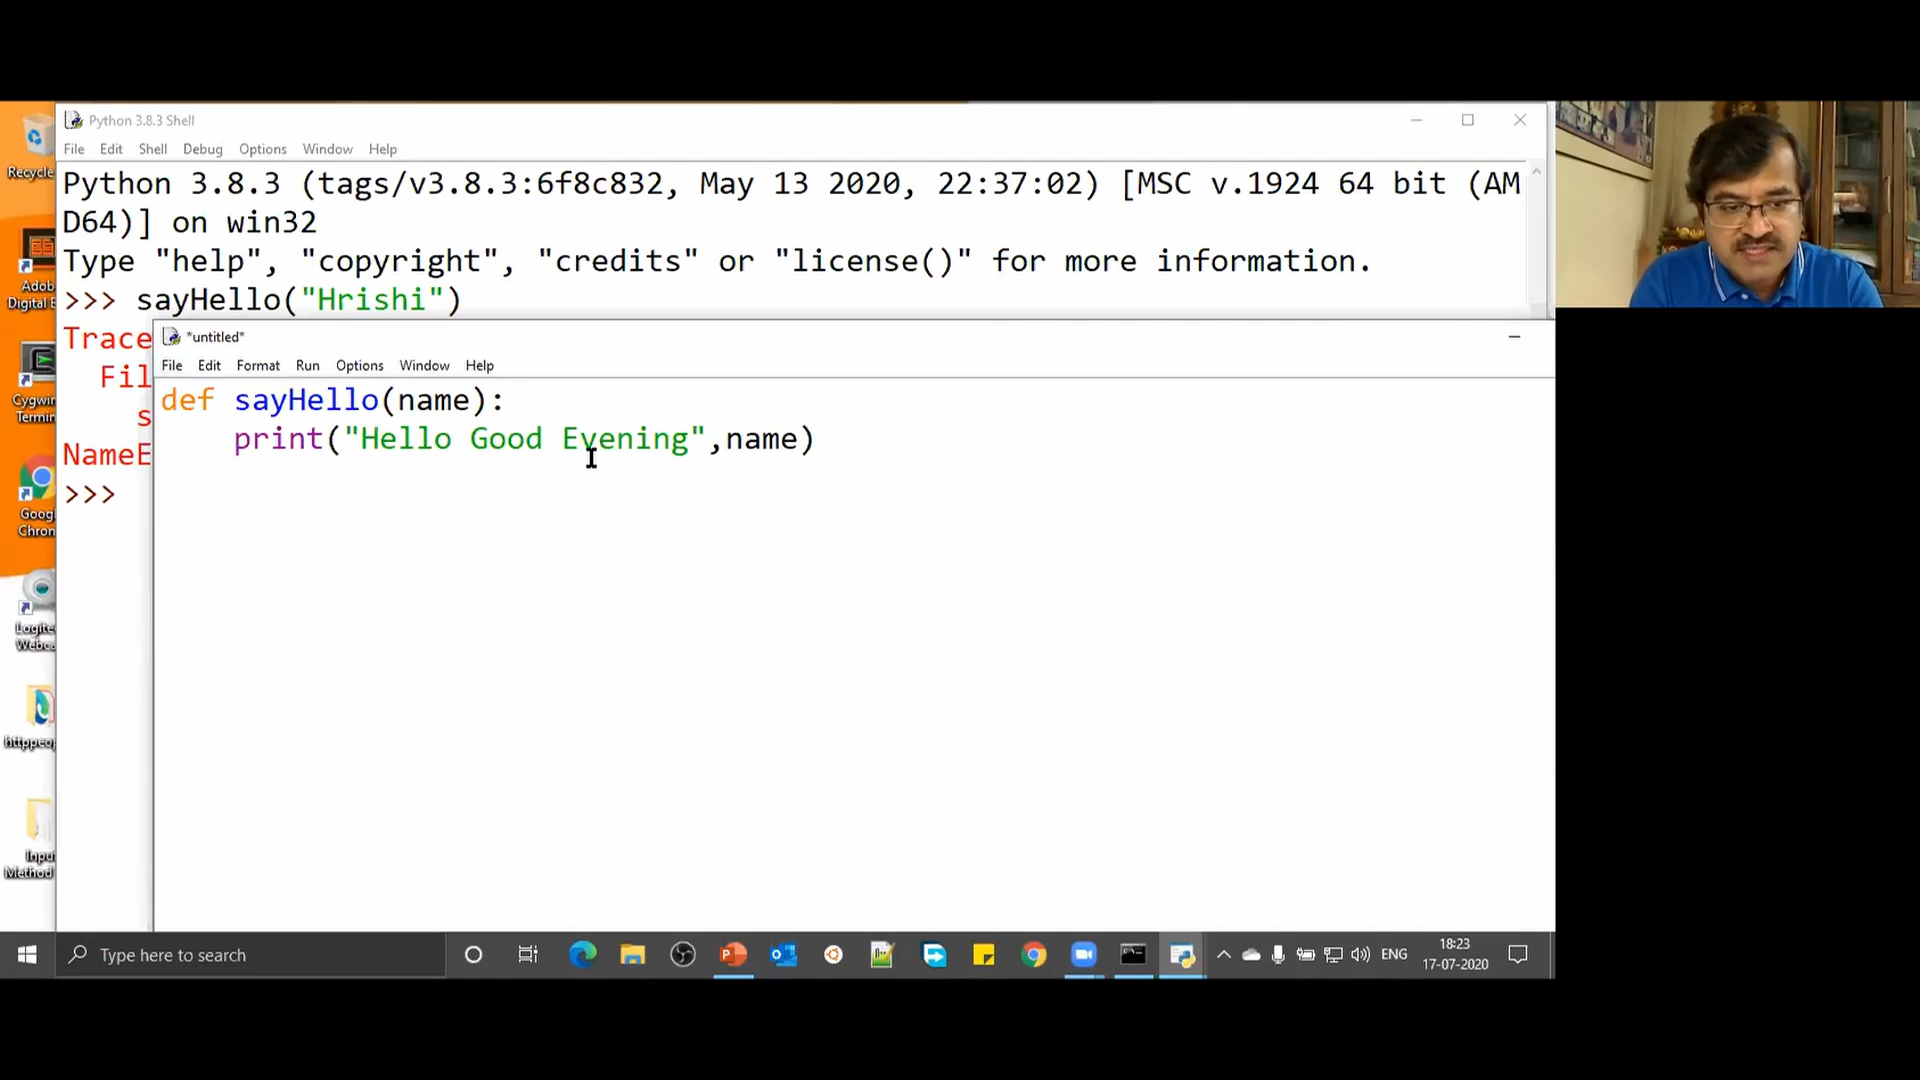 Python 3.8.3 Shell
File Edit Shell Debug Options Window Help
Python 3.8.3 (tags/v3.8.3:6f8c832, May 13 2020, 22:37:02) [MSC v.1924 64 bit (AM
D64)] on win32
Type "help", "copyright", "credits" or "license()" for more information.
>>> sayHello("Hrishi")
Trace
Fil
s
NameE
>>>
*untitled*
File Edit Format Run Options Window Help
def sayHello(name):
print("Hello Good Evening",name)
Recycle
Adob
Digital E
Cygwin
Termin
Goog
Chron
Logite
Webca
httppeo
Inpu
Method
Type here to search
ENG
18:23
17-07-2020